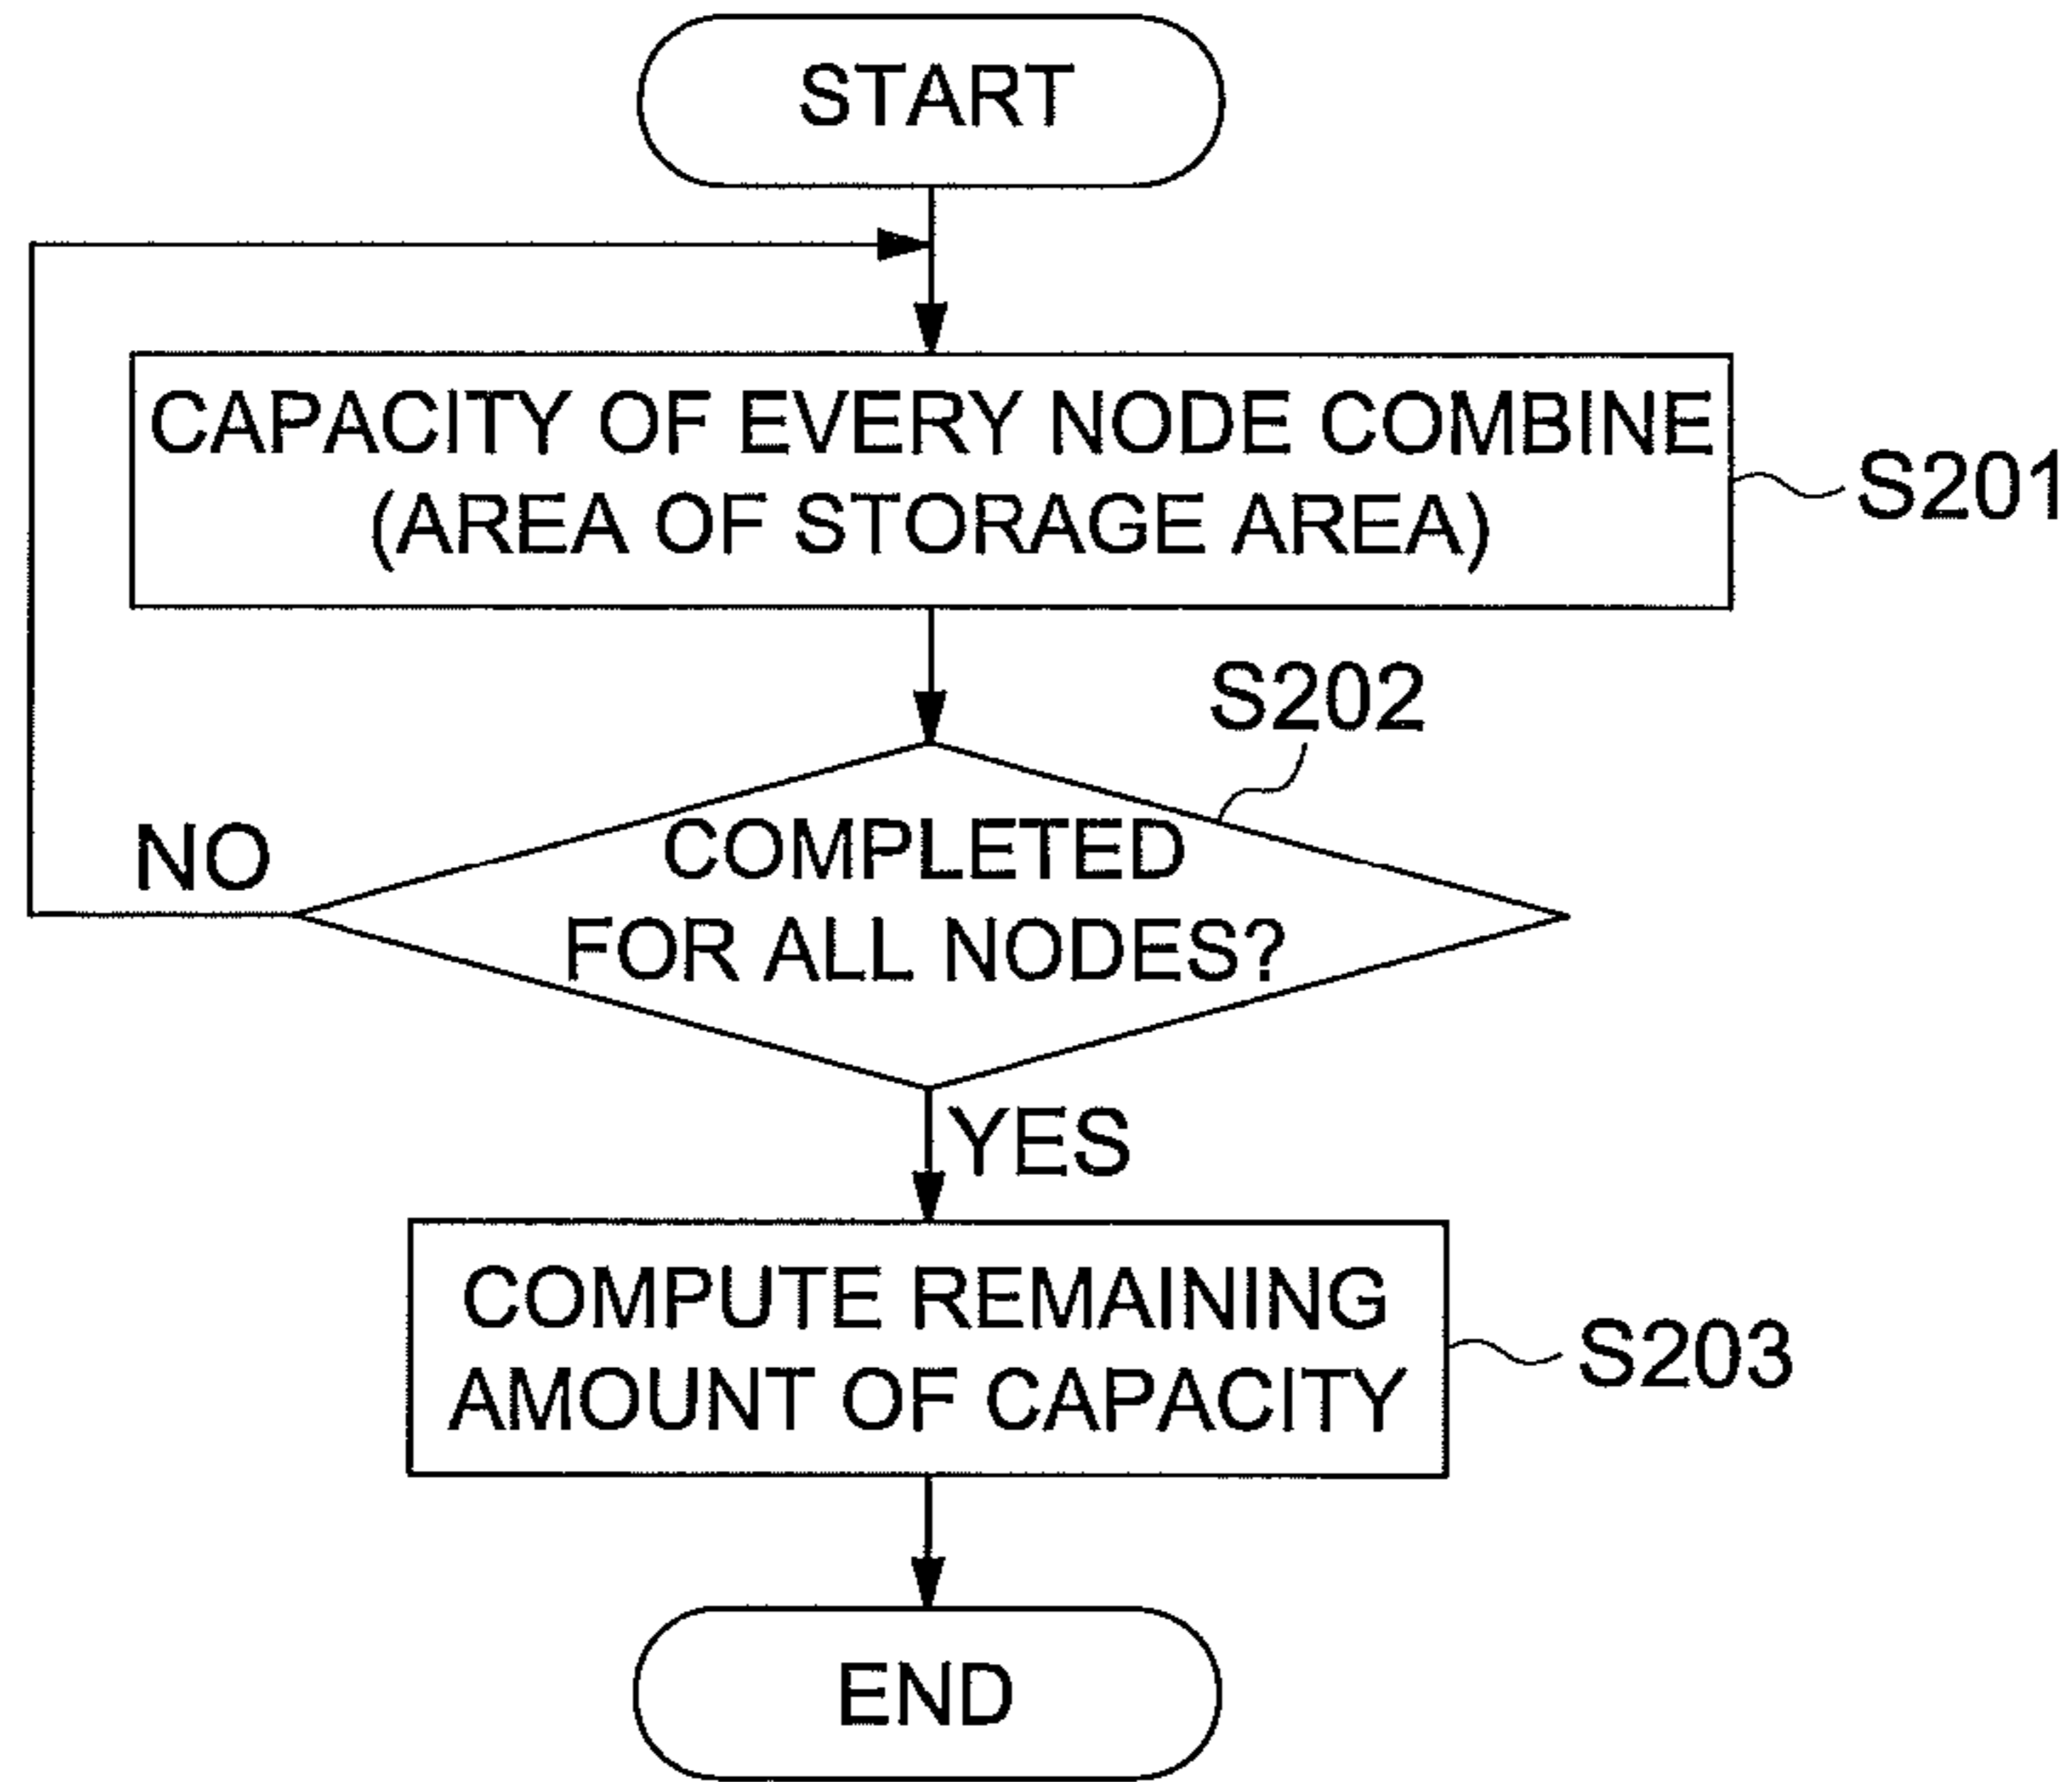 START
CAPACITY OF EVERY NODE COMBINE
(AREA OF STORAGE AREA)
S201
S202
COMPLETED
FOR ALL NODES?
NO
YES
COMPUTE REMAINING
AMOUNT OF CAPACITY
S203
END